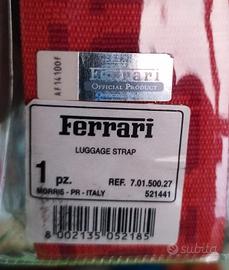 AF14100F
Ferrari
OFFICIAL PRODUCT
Ferrari
LUGGAGE STRAP
1 pz.
REF. 7.01.500.27
MORRIS - PR - ITALY
521441
8 002135 052185
subito